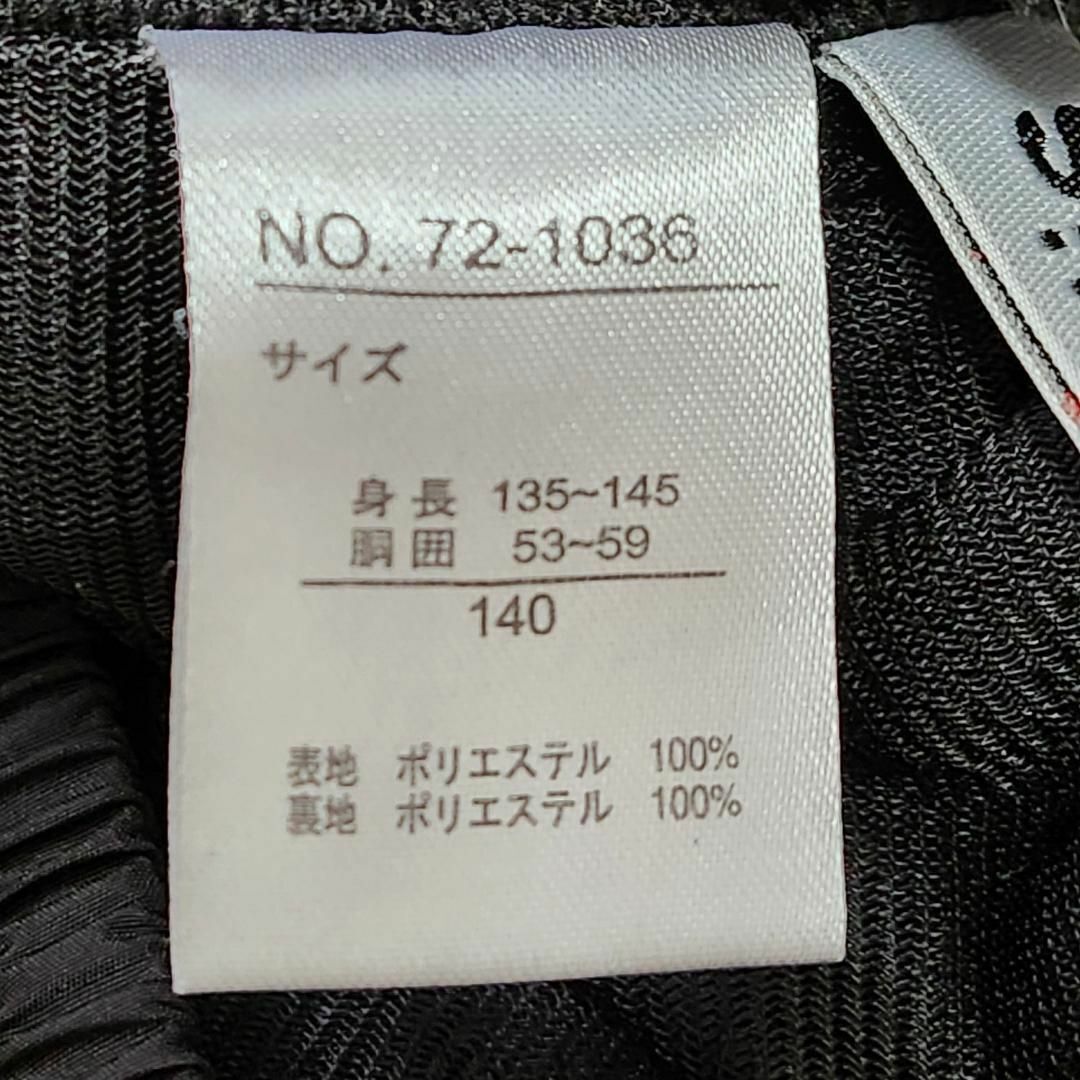 NO. 72-1036
サイズ
身長 135~145
胴囲 53~59
140
表地 ポリエステル 100%
裏地 ポリエステル 100%